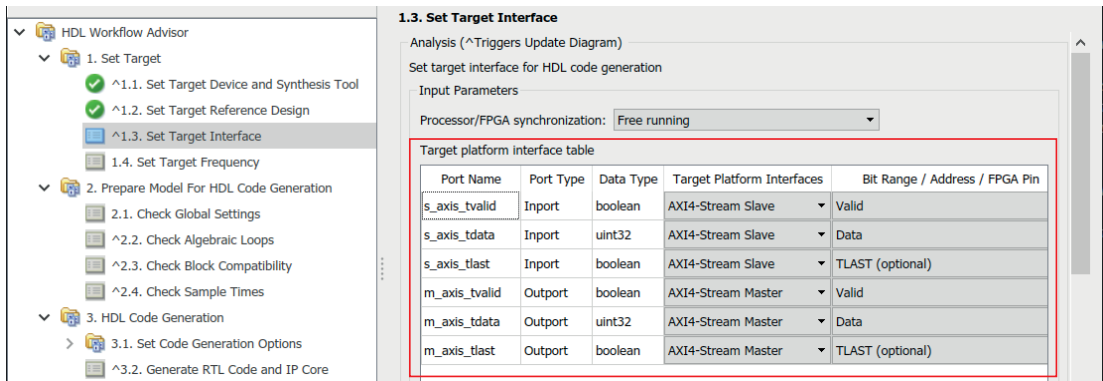 HDL Workflow Advisor
1. Set Target
^1.1. Set Target Device and Synthesis Tool
^1.2. Set Target Reference Design
^1.3. Set Target Interface
1.4. Set Target Frequency
2. Prepare Model For HDL Code Generation
2.1. Check Global Settings
^2.2. Check Algebraic Loops
^2.3. Check Block Compatibility
^2.4. Check Sample Times
3. HDL Code Generation
3.1. Set Code Generation Options
^3.2. Generate RTL Code and IP Core
1.3. Set Target Interface
Analysis (^Triggers Update Diagram)
Set target interface for HDL code generation
Input Parameters
Processor/FPGA synchronization: Free running
Target platform interface table
Port Name Port Type Data Type Target Platform Interfaces Bit Range / Address / FPGA Pin
s_axis_tvalid Inport boolean AXI4-Stream Slave Valid
s_axis_tdata Inport uint32 AXI4-Stream Slave Data
s_axis_tlast Inport boolean AXI4-Stream Slave TLAST (optional)
m_axis_tvalid Outport boolean AXI4-Stream Master Valid
m_axis_tdata Outport uint32 AXI4-Stream Master Data
m_axis_tlast Outport boolean AXI4-Stream Master TLAST (optional)